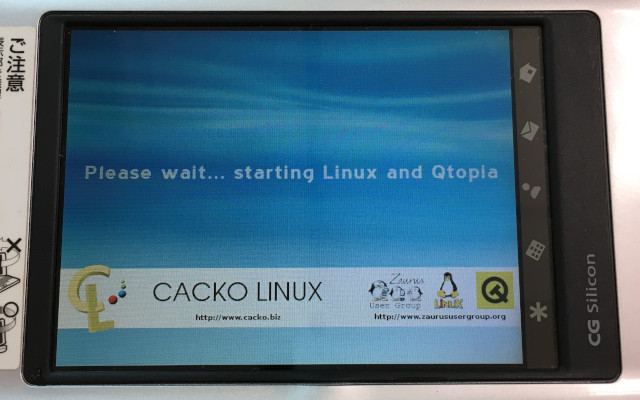 ご注意
Please wait... starting Linux and Qtopia
CACKO LINUX
http://www.cacko.biz
Zaurus
User Group
LINUX
http://www.zaurususergroup.org
CG Silicon